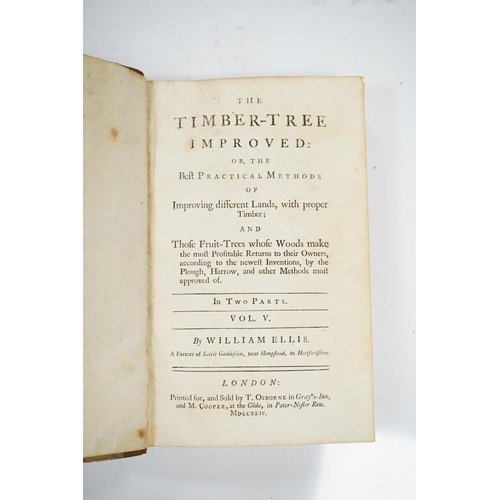 THE
TIMBER-TREE
IMPROVED:
OR, THE
Beſt PRACTICAL METHODS
OF
Improving different Lands, with proper
Timber;
AND
Thoſe Fruit-Trees whoſe Woods make
the moſt Profitable Returns to their Owners,
according to the neweſt Inventions, by the
Plough, Harrow, and other Methods moſt
approved of.
In TWO PARTS.
VOL. V.
By WILLIAM ELLIS.
A Farmer of Little Gaddeſden, near Hempſtead, in Hertfordſhire.
LONDON:
Printed for, and Sold by T. OSBORNE in Gray's-Inn,
and M. COOPER, at the Globe, in Pater-Noſter Row.
MDCCXLIV.